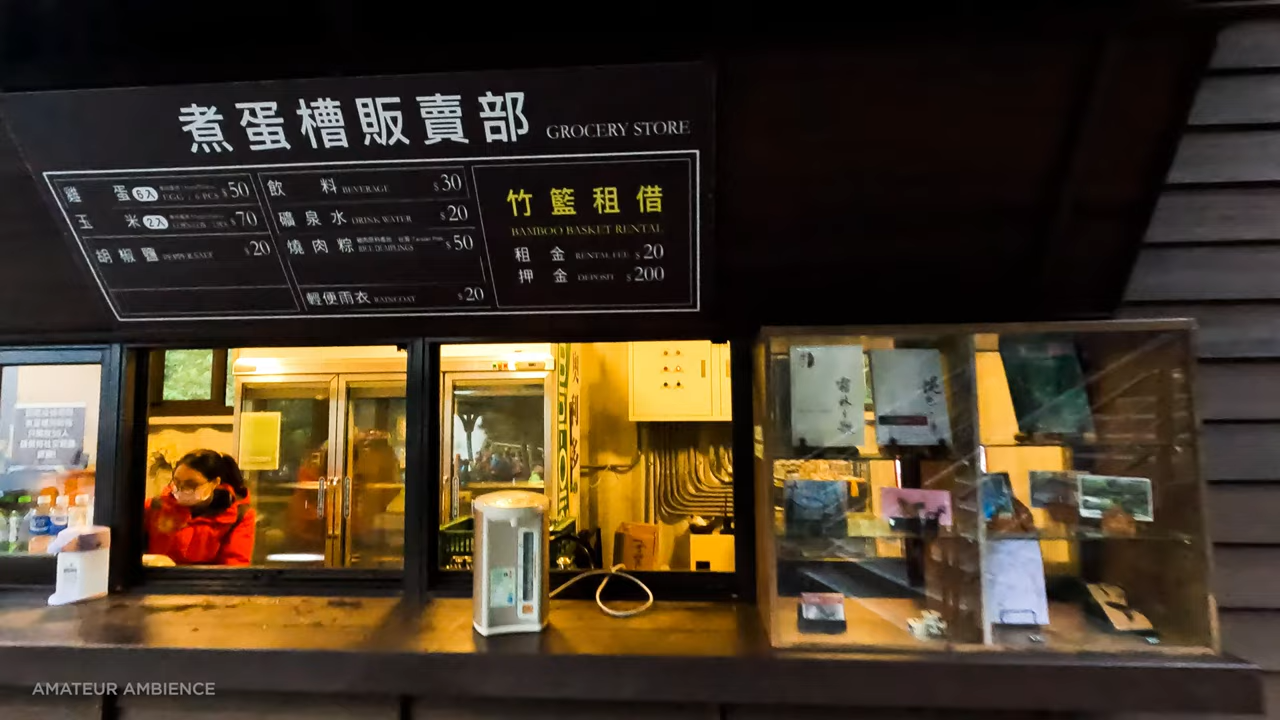 煮蛋槽販賣部 GROCERY STORE
雞 蛋 6入 $50
玉 米 2入 $70
胡椒鹽 PEPPER SALT $20
飲 料 BEVERAGE $30
礦泉水 DRINK WATER $20
燒肉粽 RICE DUMPLINGS $50
輕便雨衣 RAINCOAT $20
竹籃租借
BAMBOO BASKET RENTAL
租 金 RENTAL FEE $20
押 金 DEPOSIT $200
AMATEUR AMBIENCE